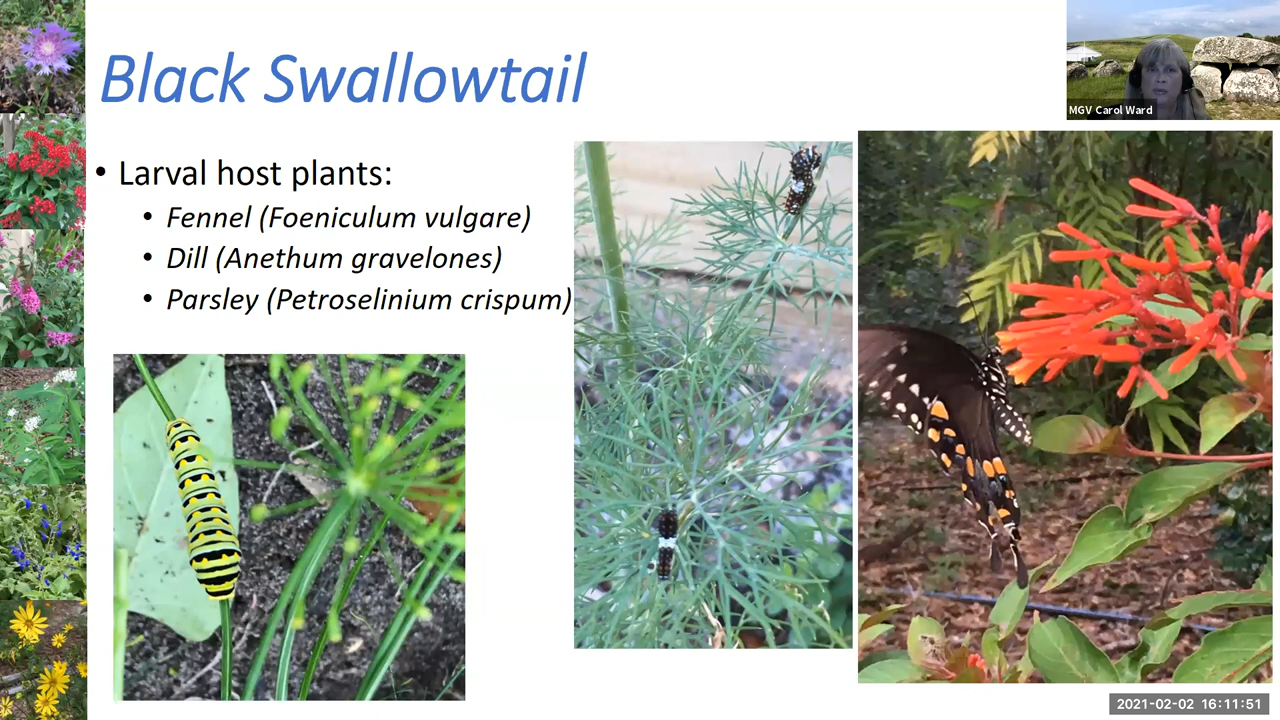 Black Swallowtail
MGV Carol Ward
• Larval host plants:
• Fennel (Foeniculum vulgare)
• Dill (Anethum gravelones)
• Parsley (Petroselinium crispum)
2021-02-02 16:11:51